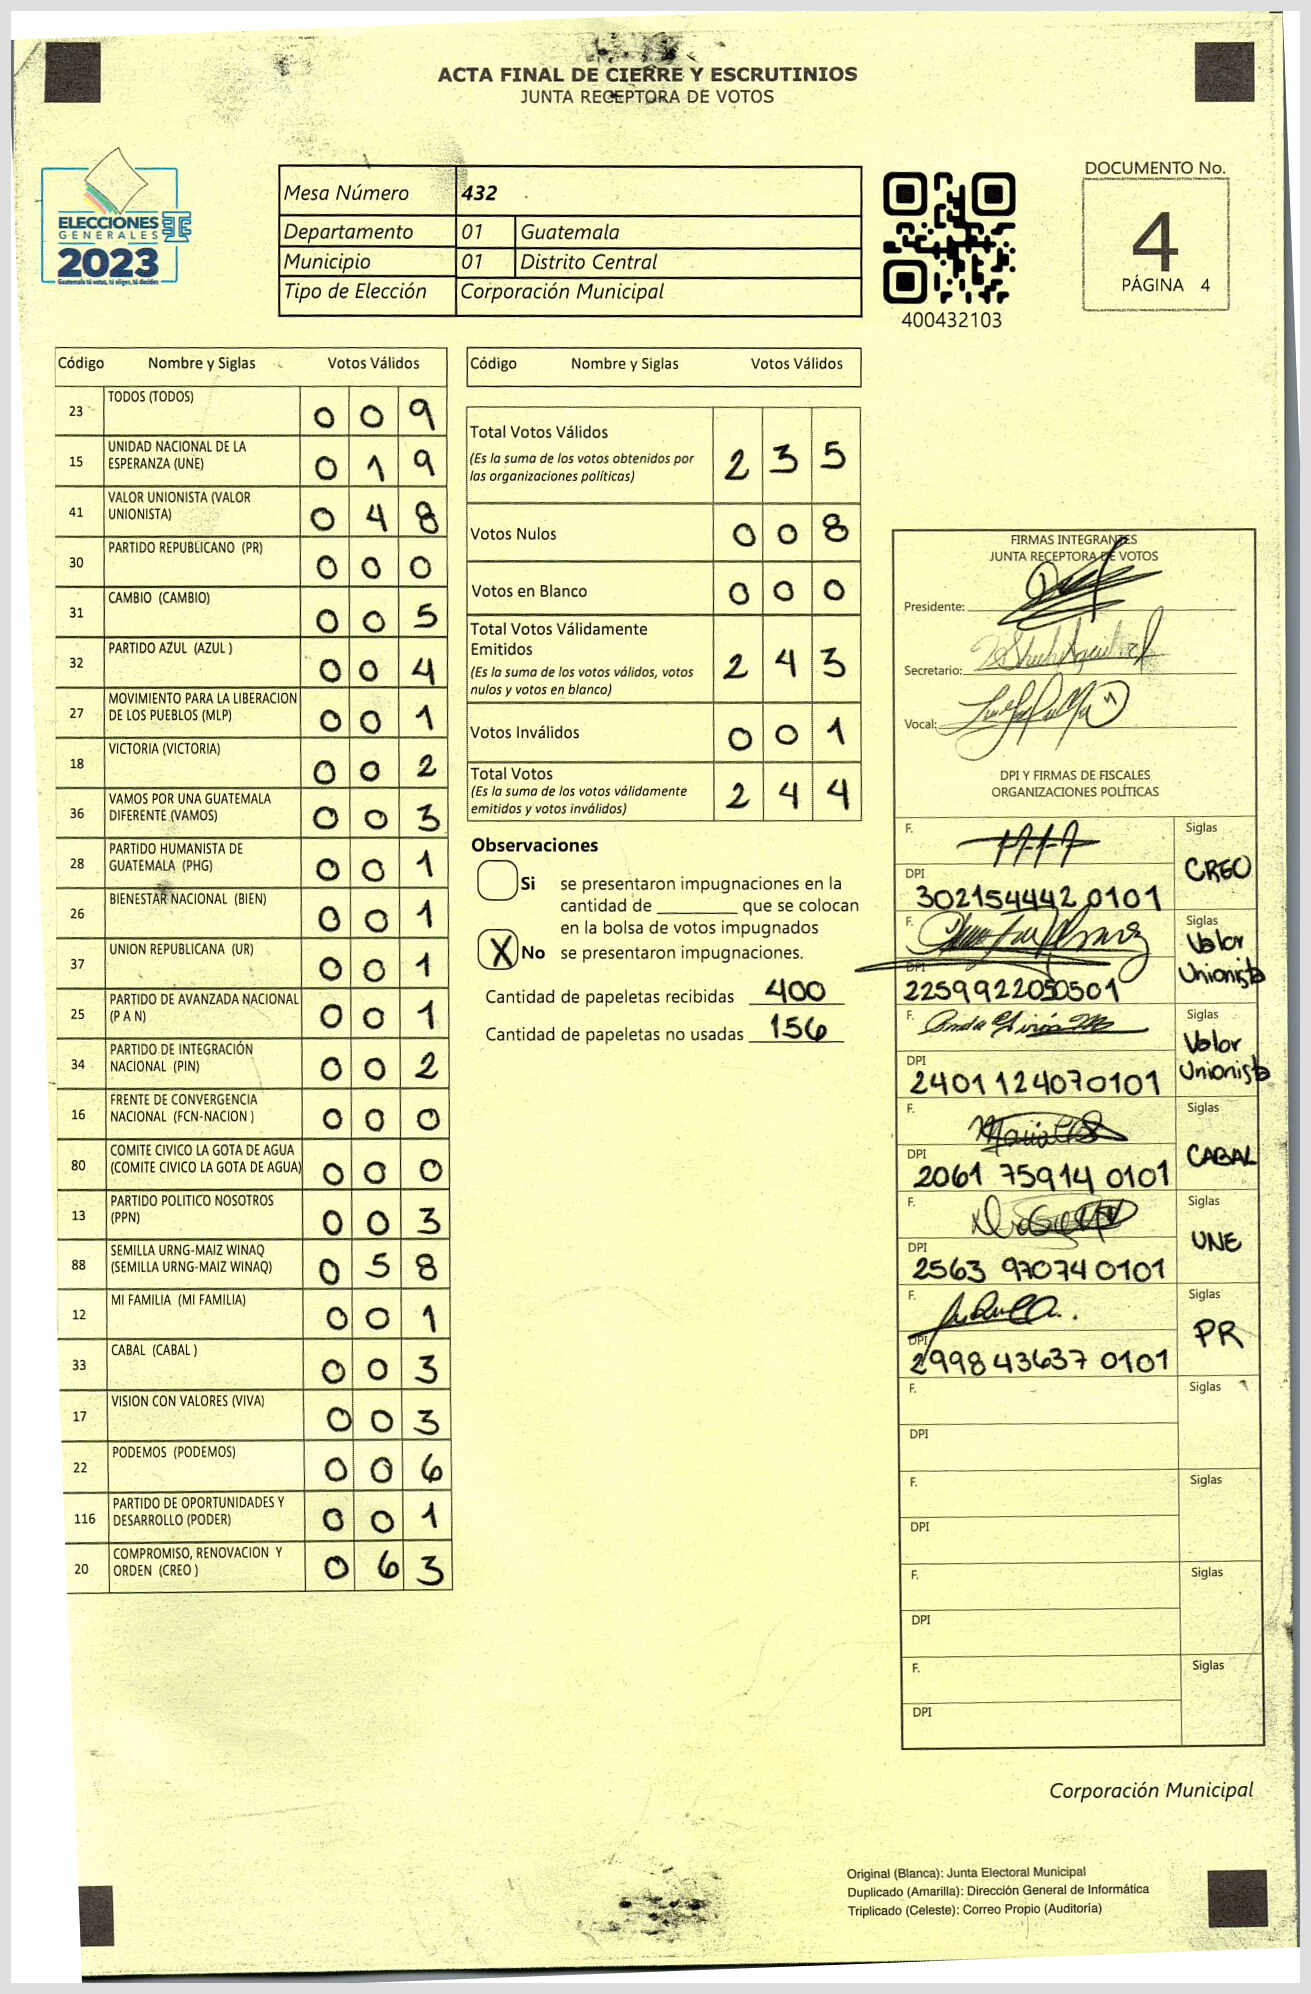 ACTA FINAL DE CIERRE Y ESCRUTINIOS
JUNTA RECEPTORA DE VOTOS
ELECCIONES
GENERALES
2023
Guatemala tú votas, tú eliges, tú decides
Mesa Número 432
Departamento 01 Guatemala
Municipio 01 Distrito Central
Tipo de Elección Corporación Municipal
400432103
DOCUMENTO No.
4
PÁGINA 4
Código Nombre y Siglas Votos Válidos
23 TODOS (TODOS) 0 0 9
15 UNIDAD NACIONAL DE LA
ESPERANZA (UNE) 0 1 9
41 VALOR UNIONISTA (VALOR
UNIONISTA) 0 4 8
30 PARTIDO REPUBLICANO (PR) 0 0 0
31 CAMBIO (CAMBIO) 0 0 5
32 PARTIDO AZUL (AZUL ) 0 0 4
27 MOVIMIENTO PARA LA LIBERACION
DE LOS PUEBLOS (MLP) 0 0 1
18 VICTORIA (VICTORIA) 0 0 2
36 VAMOS POR UNA GUATEMALA
DIFERENTE (VAMOS) 0 0 3
28 PARTIDO HUMANISTA DE
GUATEMALA (PHG) 0 0 1
26 BIENESTAR NACIONAL (BIEN) 0 0 1
37 UNION REPUBLICANA (UR) 0 0 1
25 PARTIDO DE AVANZADA NACIONAL
(P A N) 0 0 1
34 PARTIDO DE INTEGRACIÓN
NACIONAL (PIN) 0 0 2
16 FRENTE DE CONVERGENCIA
NACIONAL (FCN-NACION ) 0 0 0
80 COMITE CIVICO LA GOTA DE AGUA
(COMITE CIVICO LA GOTA DE AGUA) 0 0 0
13 PARTIDO POLITICO NOSOTROS
(PPN) 0 0 3
88 SEMILLA URNG-MAIZ WINAQ
(SEMILLA URNG-MAIZ WINAQ) 0 5 8
12 MI FAMILIA (MI FAMILIA) 0 0 1
33 CABAL (CABAL ) 0 0 3
17 VISION CON VALORES (VIVA) 0 0 3
22 PODEMOS (PODEMOS) 0 0 6
116 PARTIDO DE OPORTUNIDADES Y
DESARROLLO (PODER) 0 0 1
20 COMPROMISO, RENOVACION Y
ORDEN (CREO ) 0 6 3
Código Nombre y Siglas Votos Válidos
Total Votos Válidos
(Es la suma de los votos obtenidos por
las organizaciones políticas) 2 3 5
Votos Nulos 0 0 8
Votos en Blanco 0 0 0
Total Votos Válidamente
Emitidos
(Es la suma de los votos válidos, votos
nulos y votos en blanco) 2 4 3
Votos Inválidos 0 0 1
Total Votos
(Es la suma de los votos válidamente
emitidos y votos inválidos) 2 4 4
Observaciones
Si se presentaron impugnaciones en la
cantidad de ________ que se colocan
en la bolsa de votos impugnados
X No se presentaron impugnaciones.
Cantidad de papeletas recibidas 400
Cantidad de papeletas no usadas 156
FIRMAS INTEGRANTES
JUNTA RECEPTORA DE VOTOS
Presidente:
Secretario:
Vocal:
DPI Y FIRMAS DE FISCALES
ORGANIZACIONES POLÍTICAS
F. Siglas
CREO
DPI
302154442 0101
F. Siglas
Valor
Unionista
DPI
2259922050501
F. Siglas
Valor
Unionista
DPI
2401 124070101
F. Siglas
CABAL
DPI
2061 75914 0101
F. Siglas
UNE
DPI
2563 97074 0101
F. Siglas
PR
DPI
2998 43637 0101
F. Siglas
DPI
F. Siglas
DPI
F. Siglas
DPI
F. Siglas
DPI
Corporación Municipal
Original (Blanca): Junta Electoral Municipal
Duplicado (Amarilla): Dirección General de Informática
Triplicado (Celeste): Correo Propio (Auditoría)